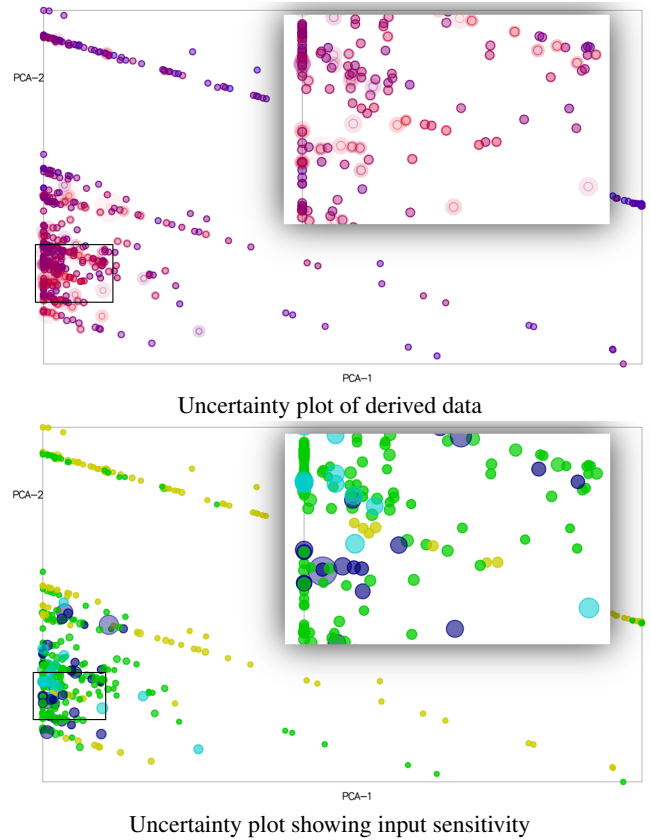 PCA–2
PCA–1
Uncertainty plot of derived data
PCA–2
PCA–1
Uncertainty plot showing input sensitivity